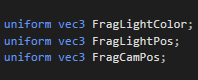 uniform vec3 FragLightColor;
uniform vec3 FragLightPos;
uniform vec3 FragCamPos;